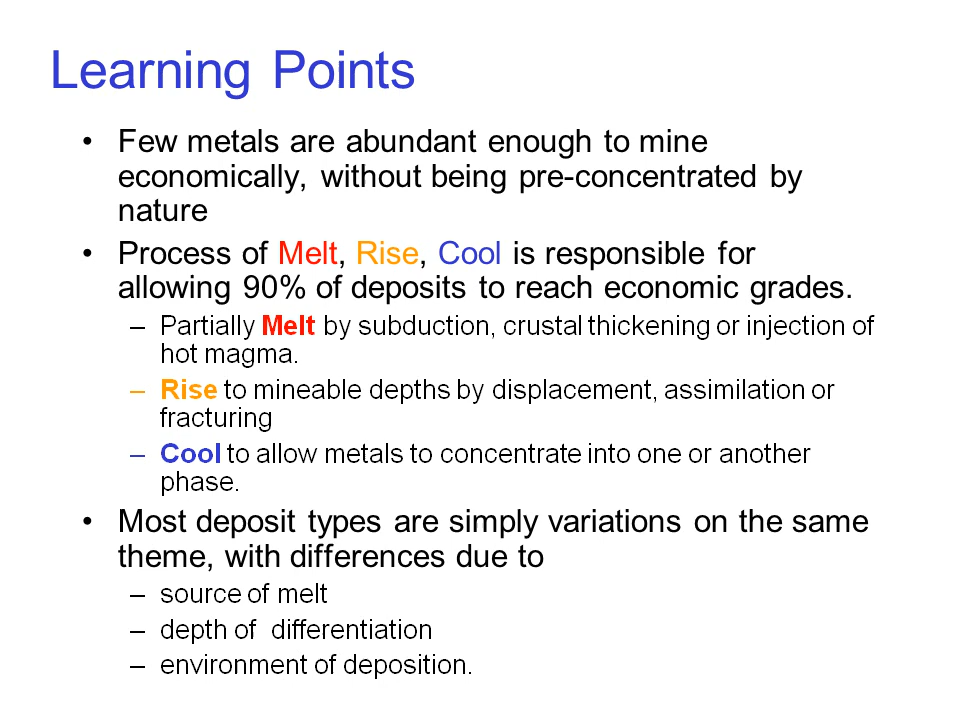 Learning Points
• Few metals are abundant enough to mine
economically, without being pre-concentrated by
nature
• Process of Melt, Rise, Cool is responsible for
allowing 90% of deposits to reach economic grades.
– Partially Melt by subduction, crustal thickening or injection of
hot magma.
– Rise to mineable depths by displacement, assimilation or
fracturing
– Cool to allow metals to concentrate into one or another
phase.
• Most deposit types are simply variations on the same
theme, with differences due to
– source of melt
– depth of  differentiation
– environment of deposition.